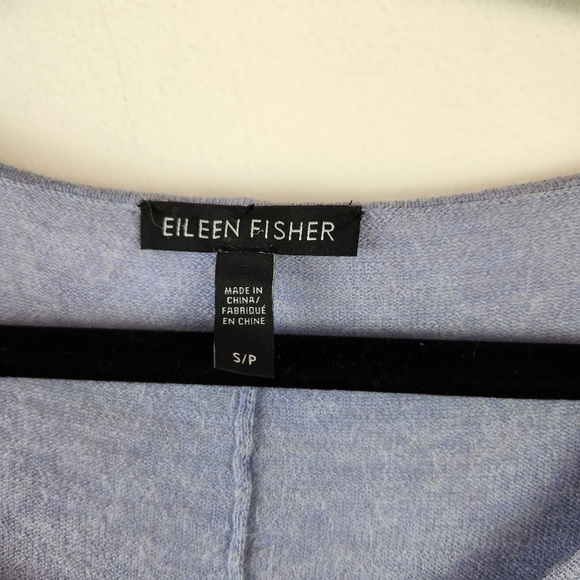 EILEEN FISHER
MADE IN
CHINA/
FABRIQUÉ
EN CHINE
S/P